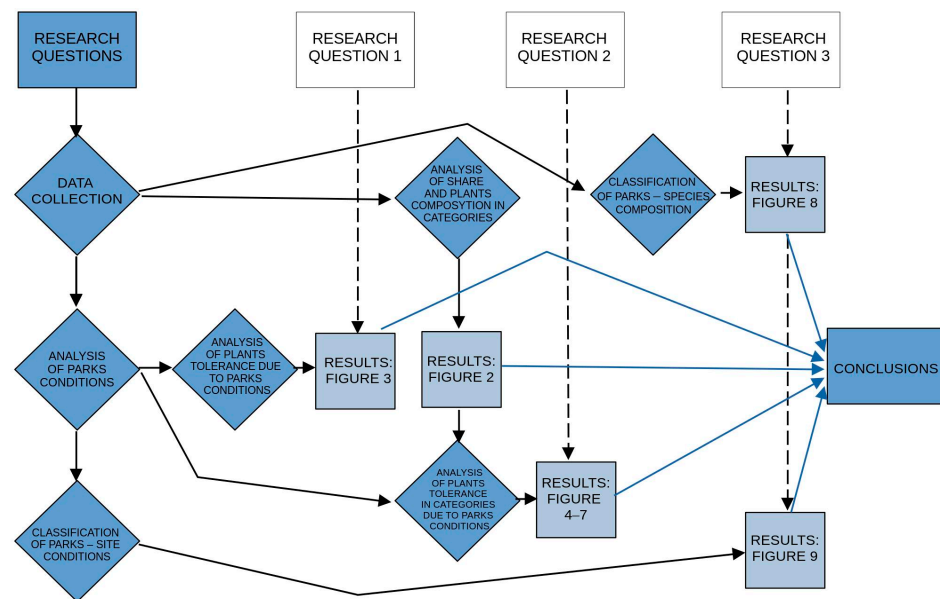 RESEARCH
QUESTIONS
RESEARCH
QUESTION 1
RESEARCH
QUESTION 2
RESEARCH
QUESTION 3
DATA
COLLECTION
ANALYSIS
OF SHARE
AND PLANTS
COMPOSYTION IN
CATEGORIES
CLASSIFICATION
OF PARKS – SPECIES
COMPOSITION
RESULTS:
FIGURE 8
ANALYSIS
OF PARKS
CONDITIONS
ANALYSIS
OF PLANTS
TOLERANCE DUE
TO PARKS
CONDITIONS
RESULTS:
FIGURE 3
RESULTS:
FIGURE 2
CONCLUSIONS
CLASSIFICATION
OF PARKS – SITE
CONDITIONS
ANALYSIS
OF PLANTS
TOLERANCE
IN CATEGORIES
DUE TO PARKS
CONDITIONS
RESULTS:
FIGURE
4–7
RESULTS:
FIGURE 9